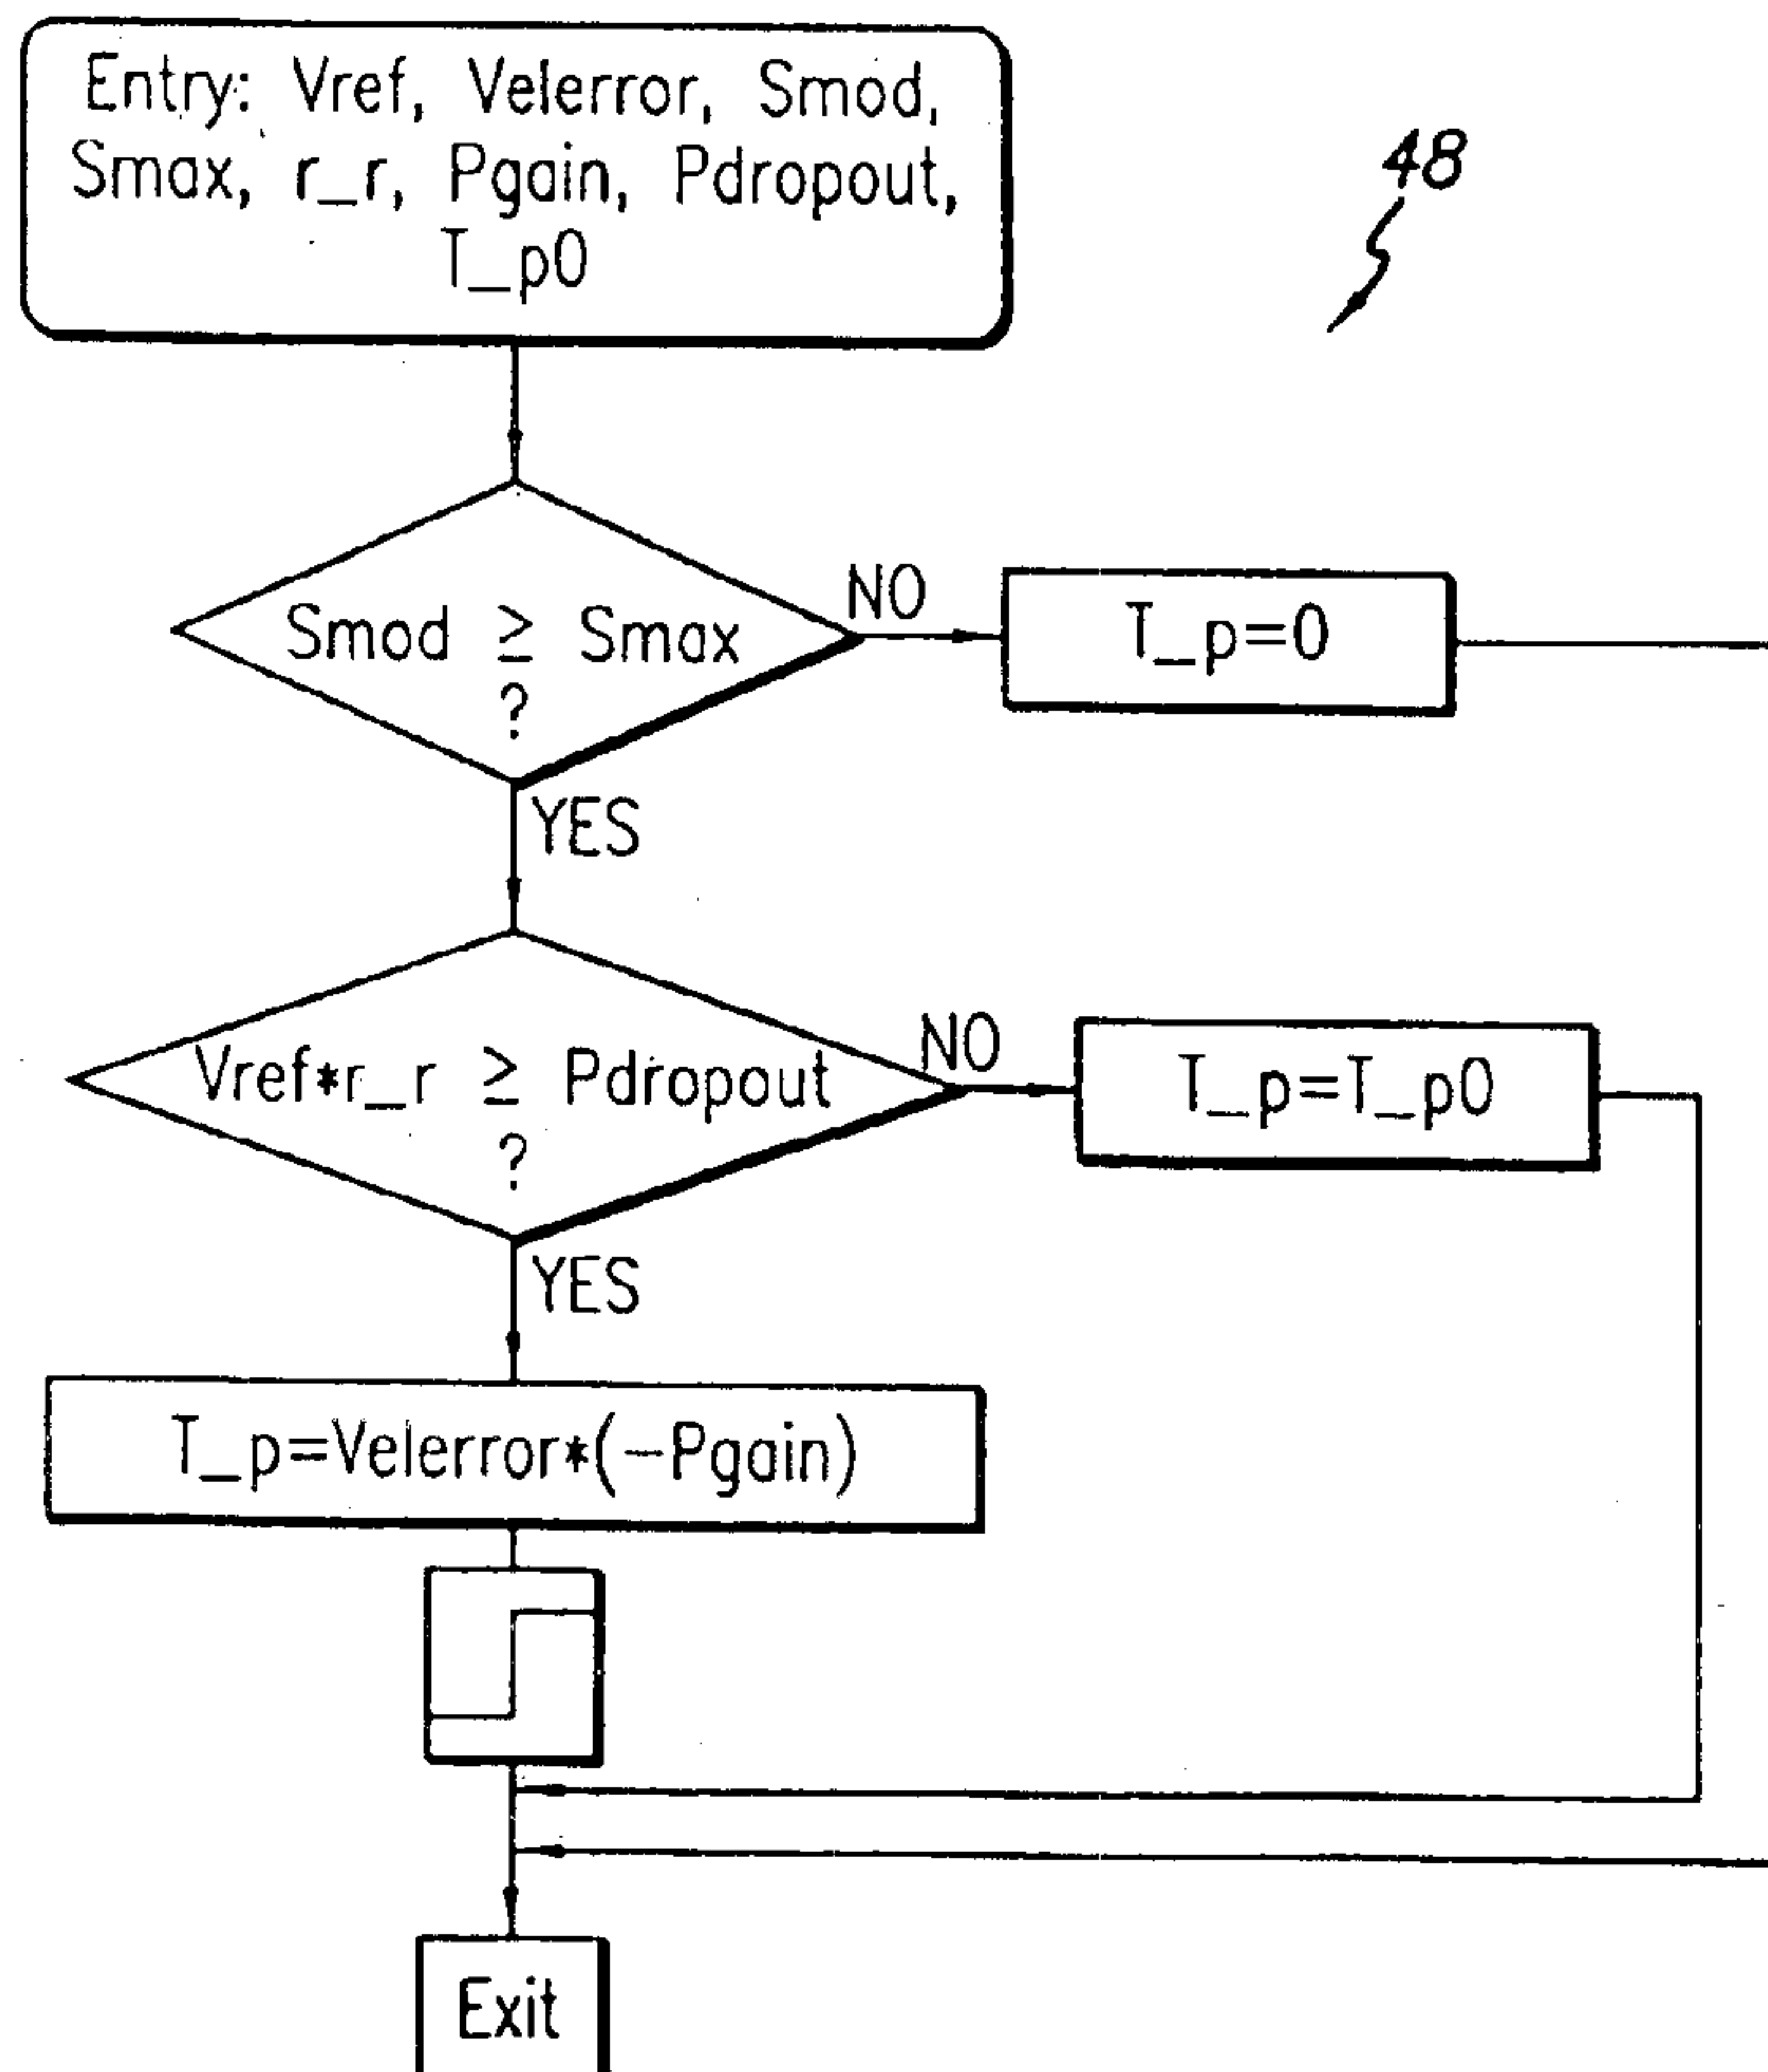 Entry: Vref, Velerror, Smod,
Smax, r_r, Pgain, Pdropout,
T_p0
48
Smod ≥ Smax
?
NO
T_p=0
YES
Vref*r_r ≥ Pdropout
?
NO
T_p=T_p0
YES
T_p=Velerror*(-Pgain)
Exit